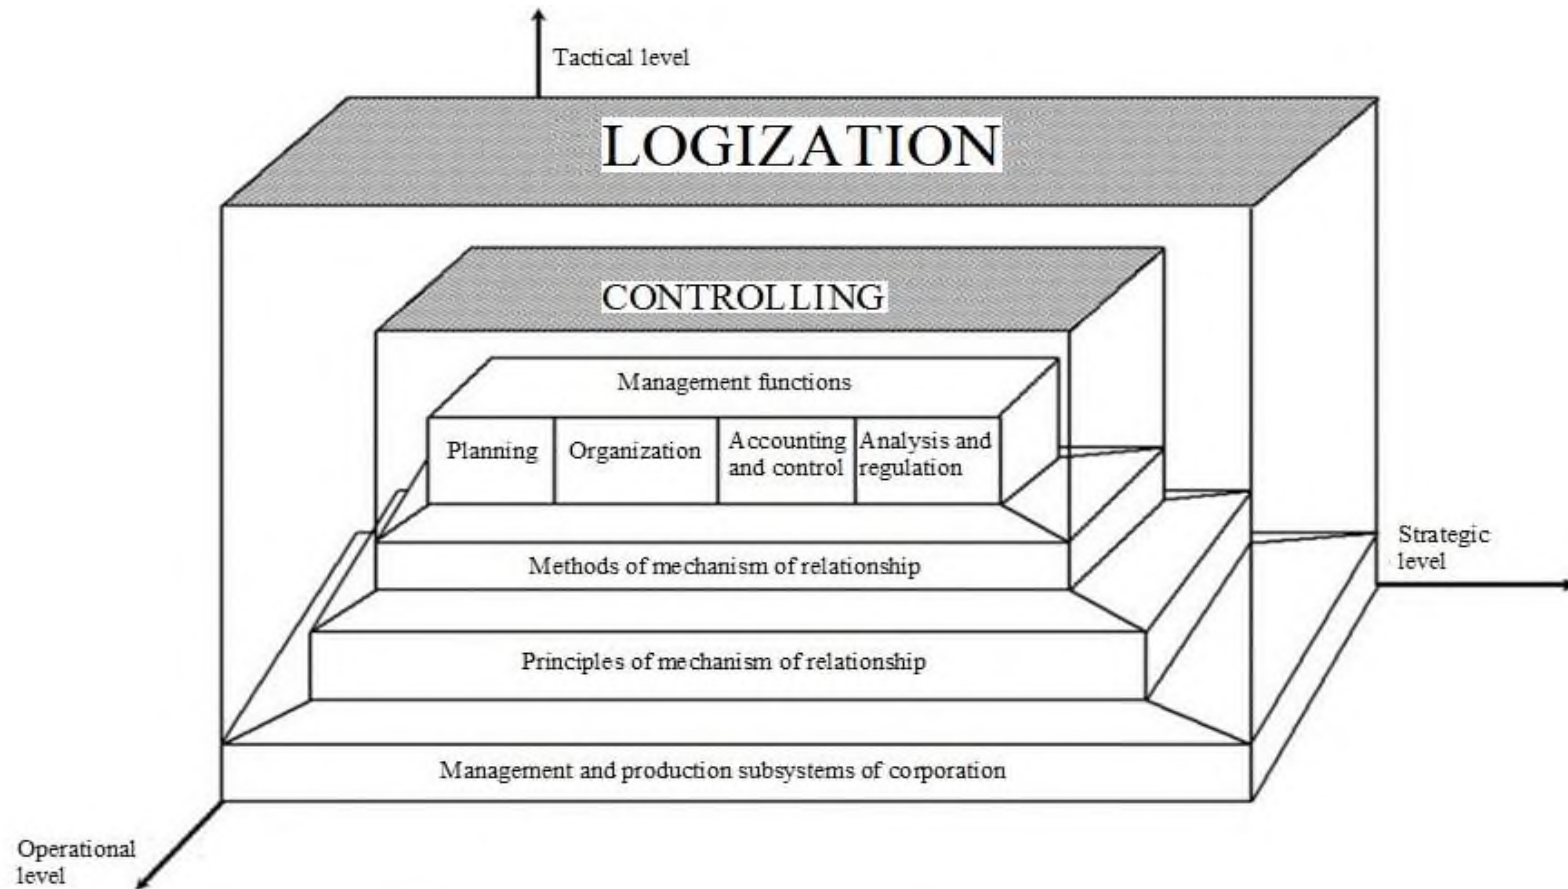 Tactical level
LOGIZATION
CONTROLLING
Management functions
Planning
Organization
Accounting
and control
Analysis and
regulation
Strategic
level
Methods of mechanism of relationship
Principles of mechanism of relationship
Management and production subsystems of corporation
Operational
level